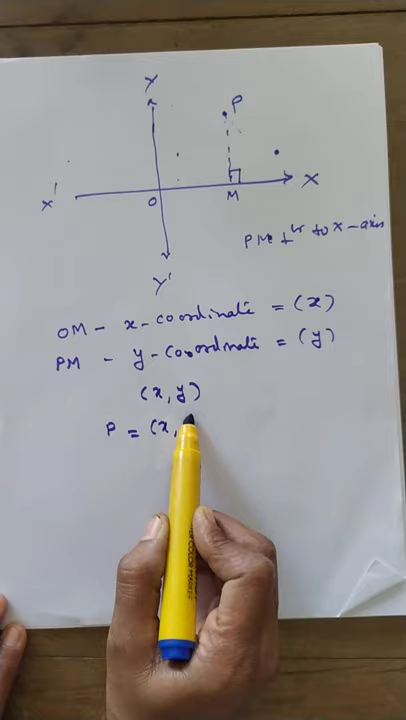 Y
P
X' X
O M
PM ⊥lr to x-axis
Y'
OM - x-coordinate = (x)
PM - y-coordinate = (y)
(x, y)
P = (x,